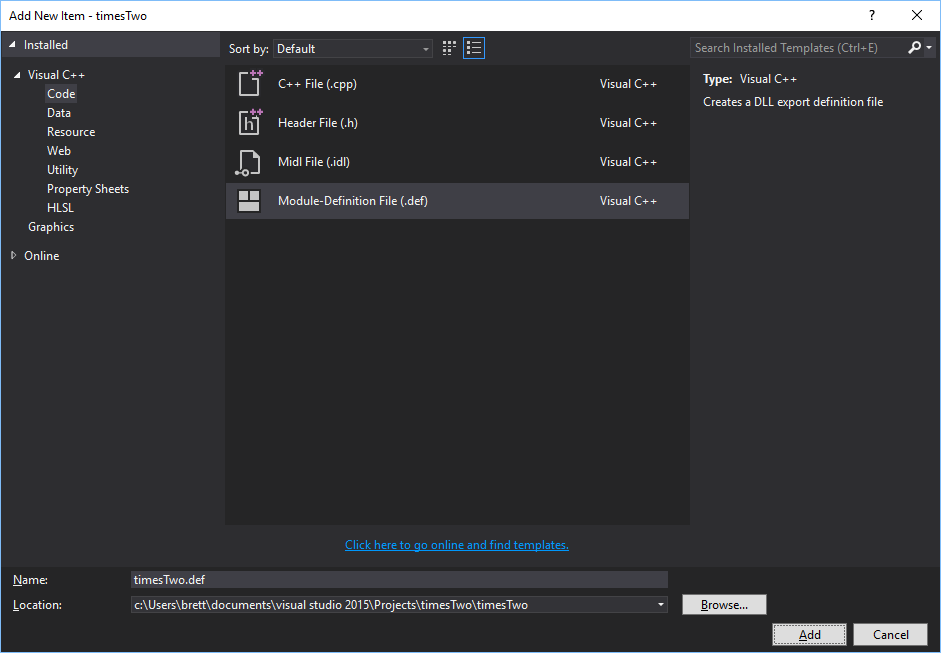 Add New Item - timesTwo
?
Installed
Sort by: Default
Search Installed Templates (Ctrl+E)
Visual C++
Code
Data
Resource
Web
Utility
Property Sheets
HLSL
Graphics
Online
C++ File (.cpp) Visual C++
Header File (.h) Visual C++
Midl File (.idl) Visual C++
Module-Definition File (.def) Visual C++
Type: Visual C++
Creates a DLL export definition file
Click here to go online and find templates.
Name: timesTwo.def
Location: c:\Users\brett\documents\visual studio 2015\Projects\timesTwo\timesTwo
Browse...
Add Cancel